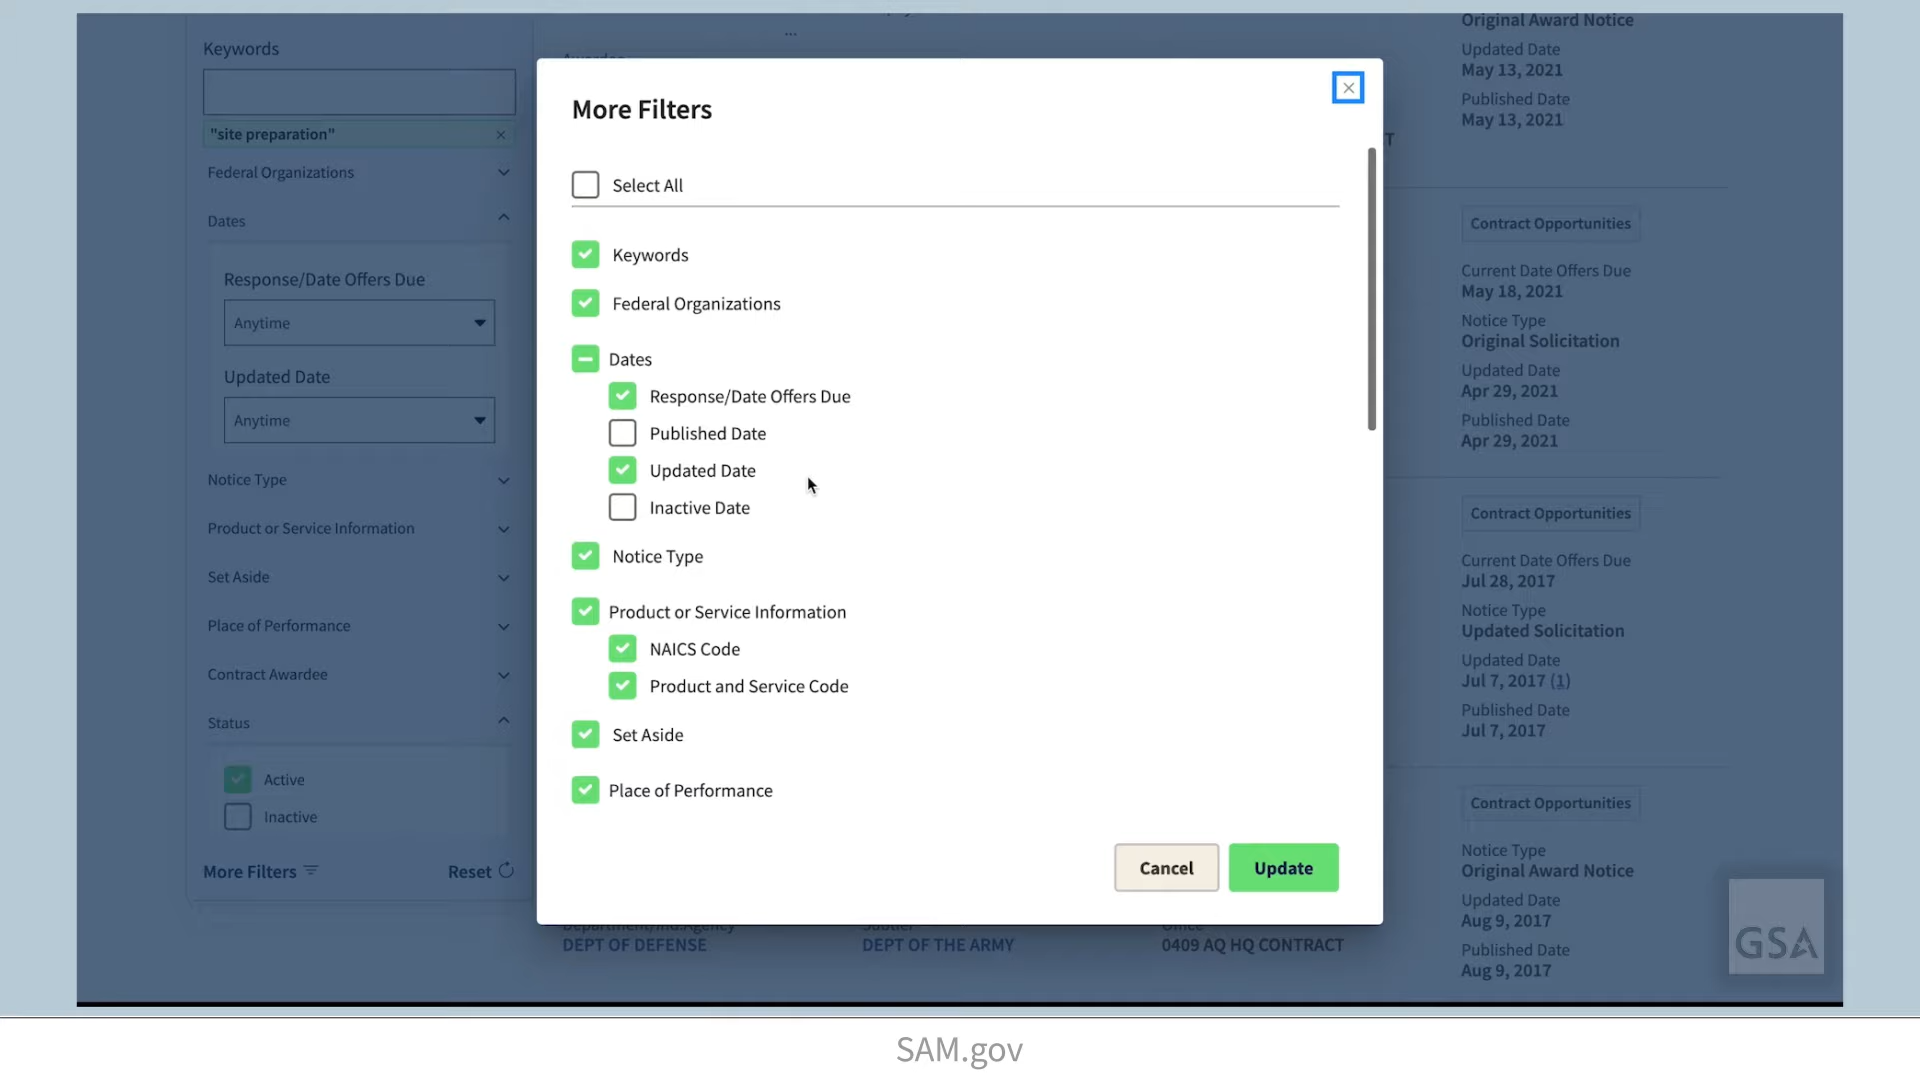 Keywords
"site preparation"
Federal Organizations
Dates
Response/Date Offers Due
Anytime
Updated Date
Anytime
Notice Type
Product or Service Information
Set Aside
Place of Performance
Contract Awardee
Status
Active
Inactive
More Filters
Reset
...
More Filters
Select All
Keywords
Federal Organizations
Dates
Response/Date Offers Due
Published Date
Updated Date
Inactive Date
Notice Type
Product or Service Information
NAICS Code
Product and Service Code
Set Aside
Place of Performance
Cancel
Update
DEPT OF DEFENSE
DEPT OF THE ARMY
0409 AQ HQ CONTRACT
Original Award Notice
Updated Date
May 13, 2021
Published Date
May 13, 2021
T
Contract Opportunities
Current Date Offers Due
May 18, 2021
Notice Type
Original Solicitation
Updated Date
Apr 29, 2021
Published Date
Apr 29, 2021
Contract Opportunities
Current Date Offers Due
Jul 28, 2017
Notice Type
Updated Solicitation
Updated Date
Jul 7, 2017 (1)
Published Date
Jul 7, 2017
Contract Opportunities
Notice Type
Original Award Notice
Updated Date
Aug 9, 2017
Published Date
Aug 9, 2017
GSA
SAM.gov